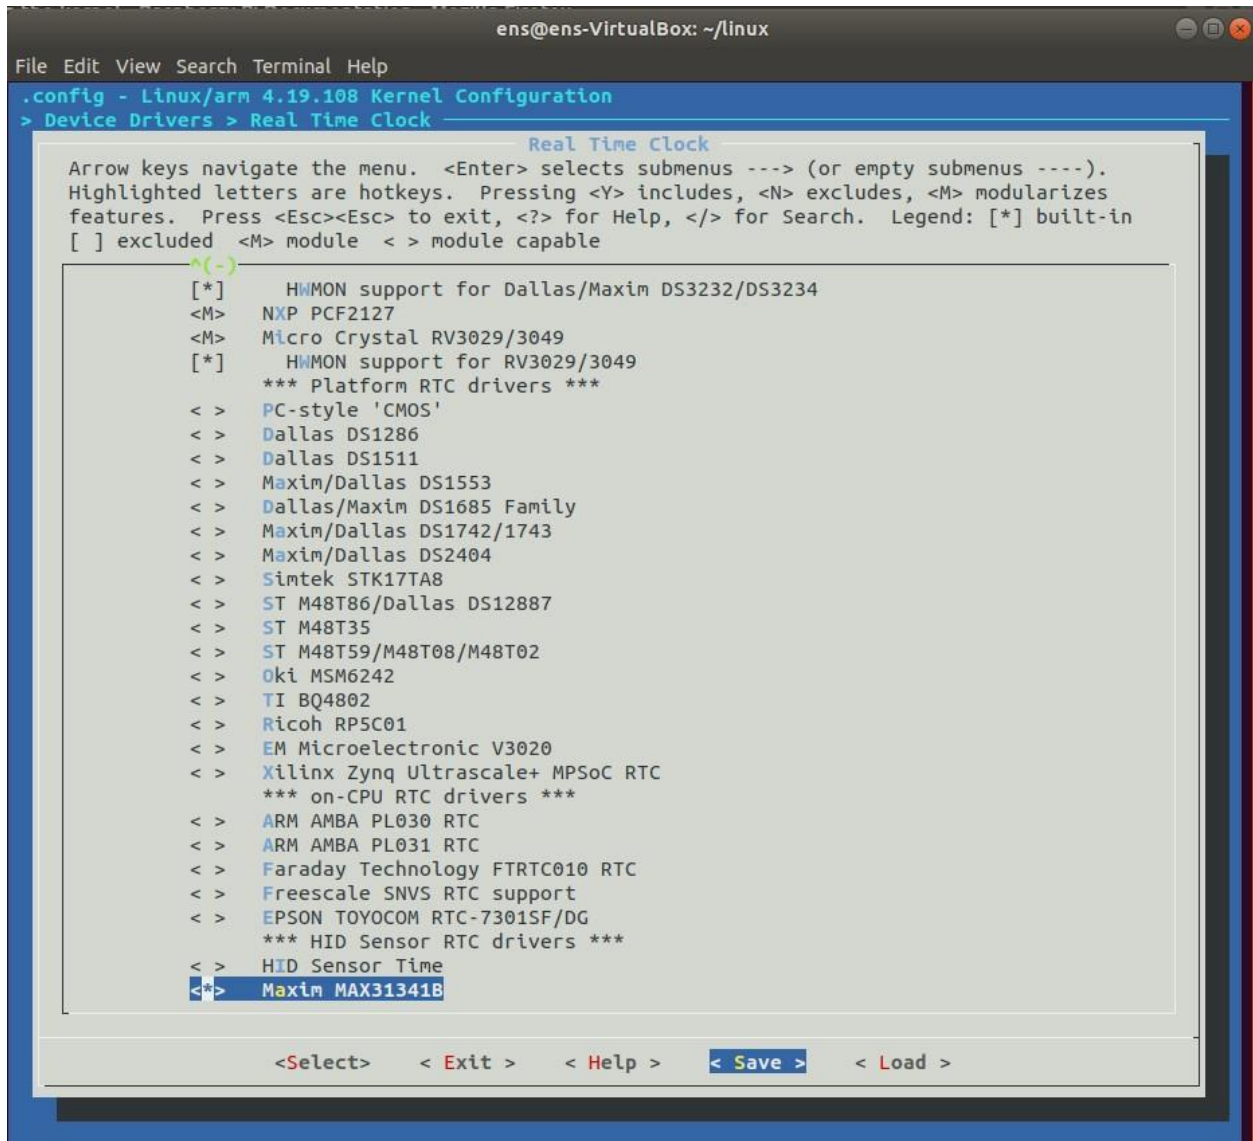 ens@ens-VirtualBox: ~/linux
File Edit View Search Terminal Help
.config - Linux/arm 4.19.108 Kernel Configuration
> Device Drivers > Real Time Clock
Real Time Clock
Arrow keys navigate the menu. <Enter> selects submenus ---> (or empty submenus ----).
Highlighted letters are hotkeys. Pressing <Y> includes, <N> excludes, <M> modularizes
features. Press <Esc><Esc> to exit, <?> for Help, </> for Search. Legend: [*] built-in
[ ] excluded <M> module < > module capable
^(-)
[*] HWMON support for Dallas/Maxim DS3232/DS3234
<M> NXP PCF2127
<M> Micro Crystal RV3029/3049
[*] HWMON support for RV3029/3049
*** Platform RTC drivers ***
< > PC-style 'CMOS'
< > Dallas DS1286
< > Dallas DS1511
< > Maxim/Dallas DS1553
< > Dallas/Maxim DS1685 Family
< > Maxim/Dallas DS1742/1743
< > Maxim/Dallas DS2404
< > Simtek STK17TA8
< > ST M48T86/Dallas DS12887
< > ST M48T35
< > ST M48T59/M48T08/M48T02
< > Oki MSM6242
< > TI BQ4802
< > Ricoh RP5C01
< > EM Microelectronic V3020
< > Xilinx Zynq Ultrascale+ MPSoC RTC
*** on-CPU RTC drivers ***
< > ARM AMBA PL030 RTC
< > ARM AMBA PL031 RTC
< > Faraday Technology FTRTC010 RTC
< > Freescale SNVS RTC support
< > EPSON TOYOCOM RTC-7301SF/DG
*** HID Sensor RTC drivers ***
< > HID Sensor Time
<*> Maxim MAX31341B
<Select> < Exit > < Help > < Save > < Load >